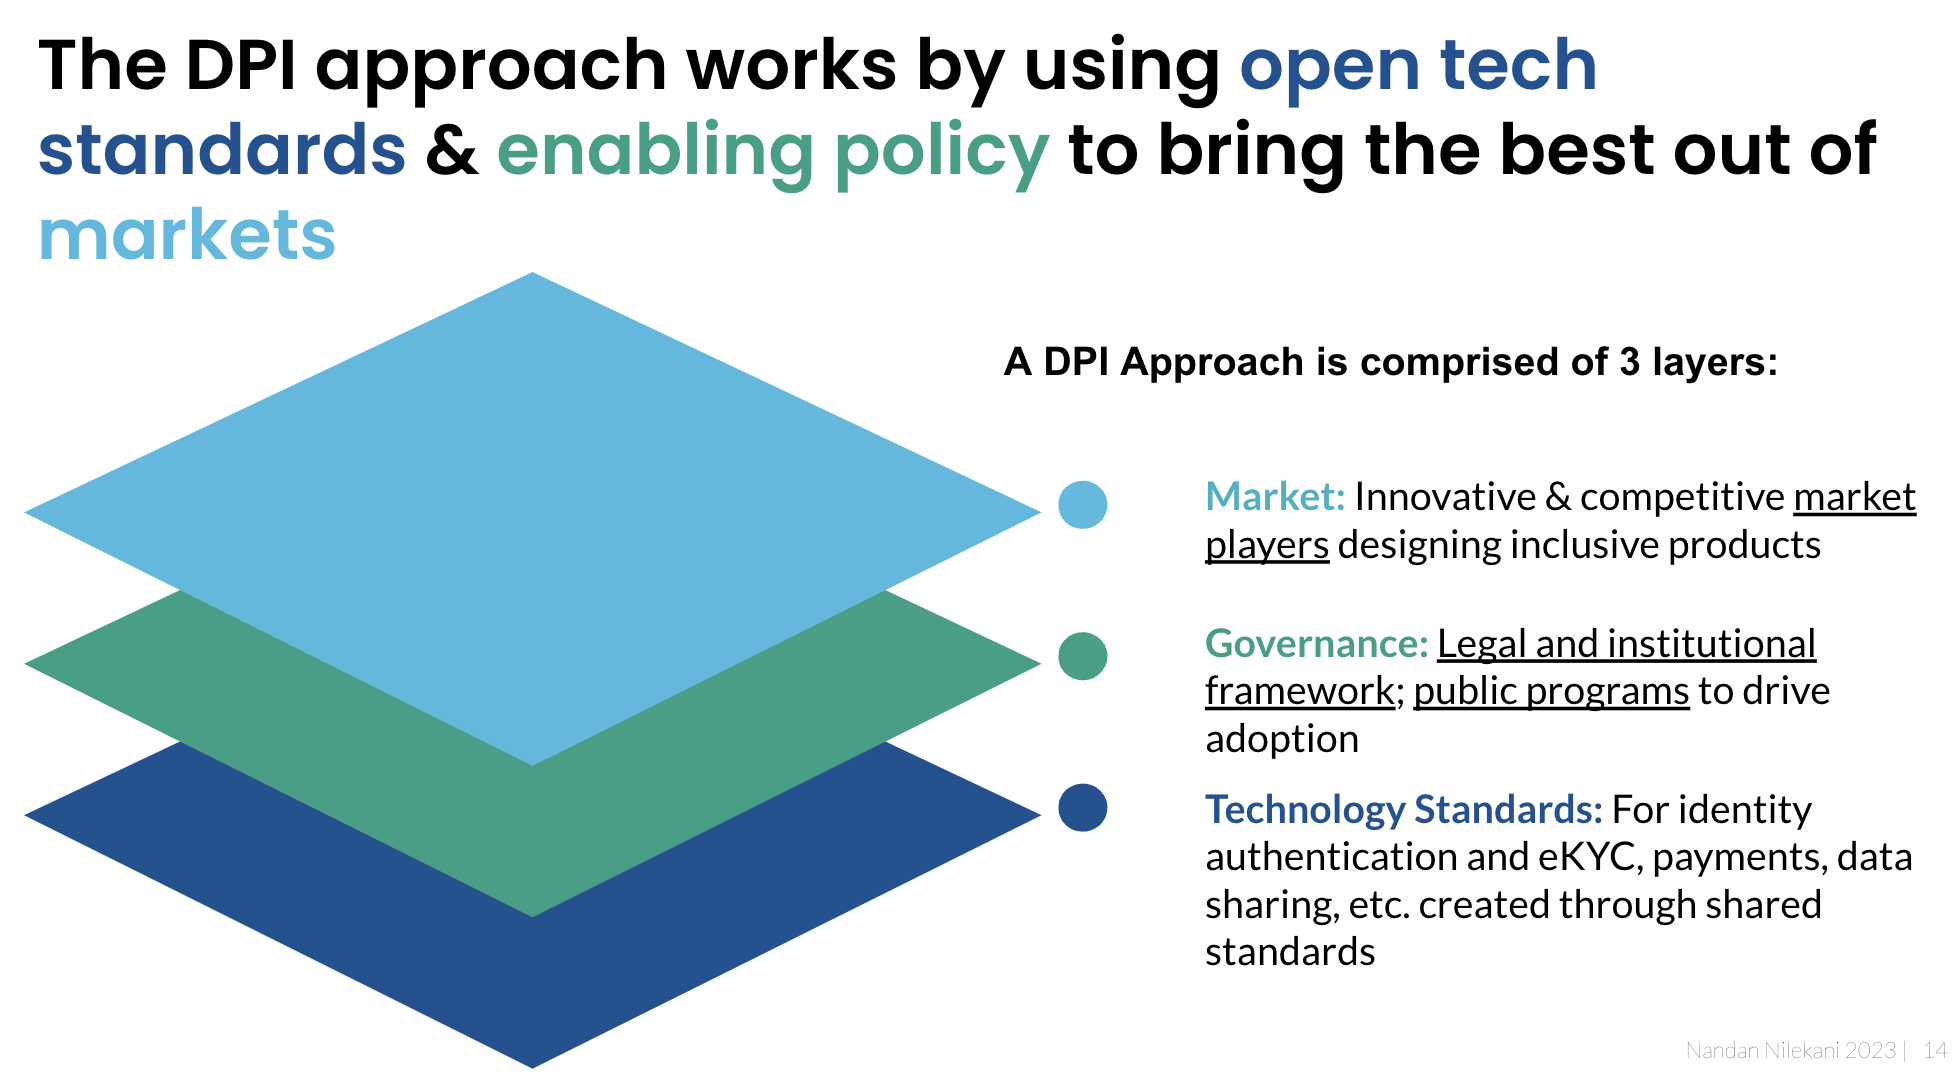 The DPI approach works by using open tech
standards & enabling policy to bring the best out of
markets
A DPI Approach is comprised of 3 layers:
Market: Innovative & competitive market
players designing inclusive products
Governance: Legal and institutional
framework; public programs to drive
adoption
Technology Standards: For identity
authentication and eKYC, payments, data
sharing, etc. created through shared
standards
Nandan Nilekani 2023 | 14